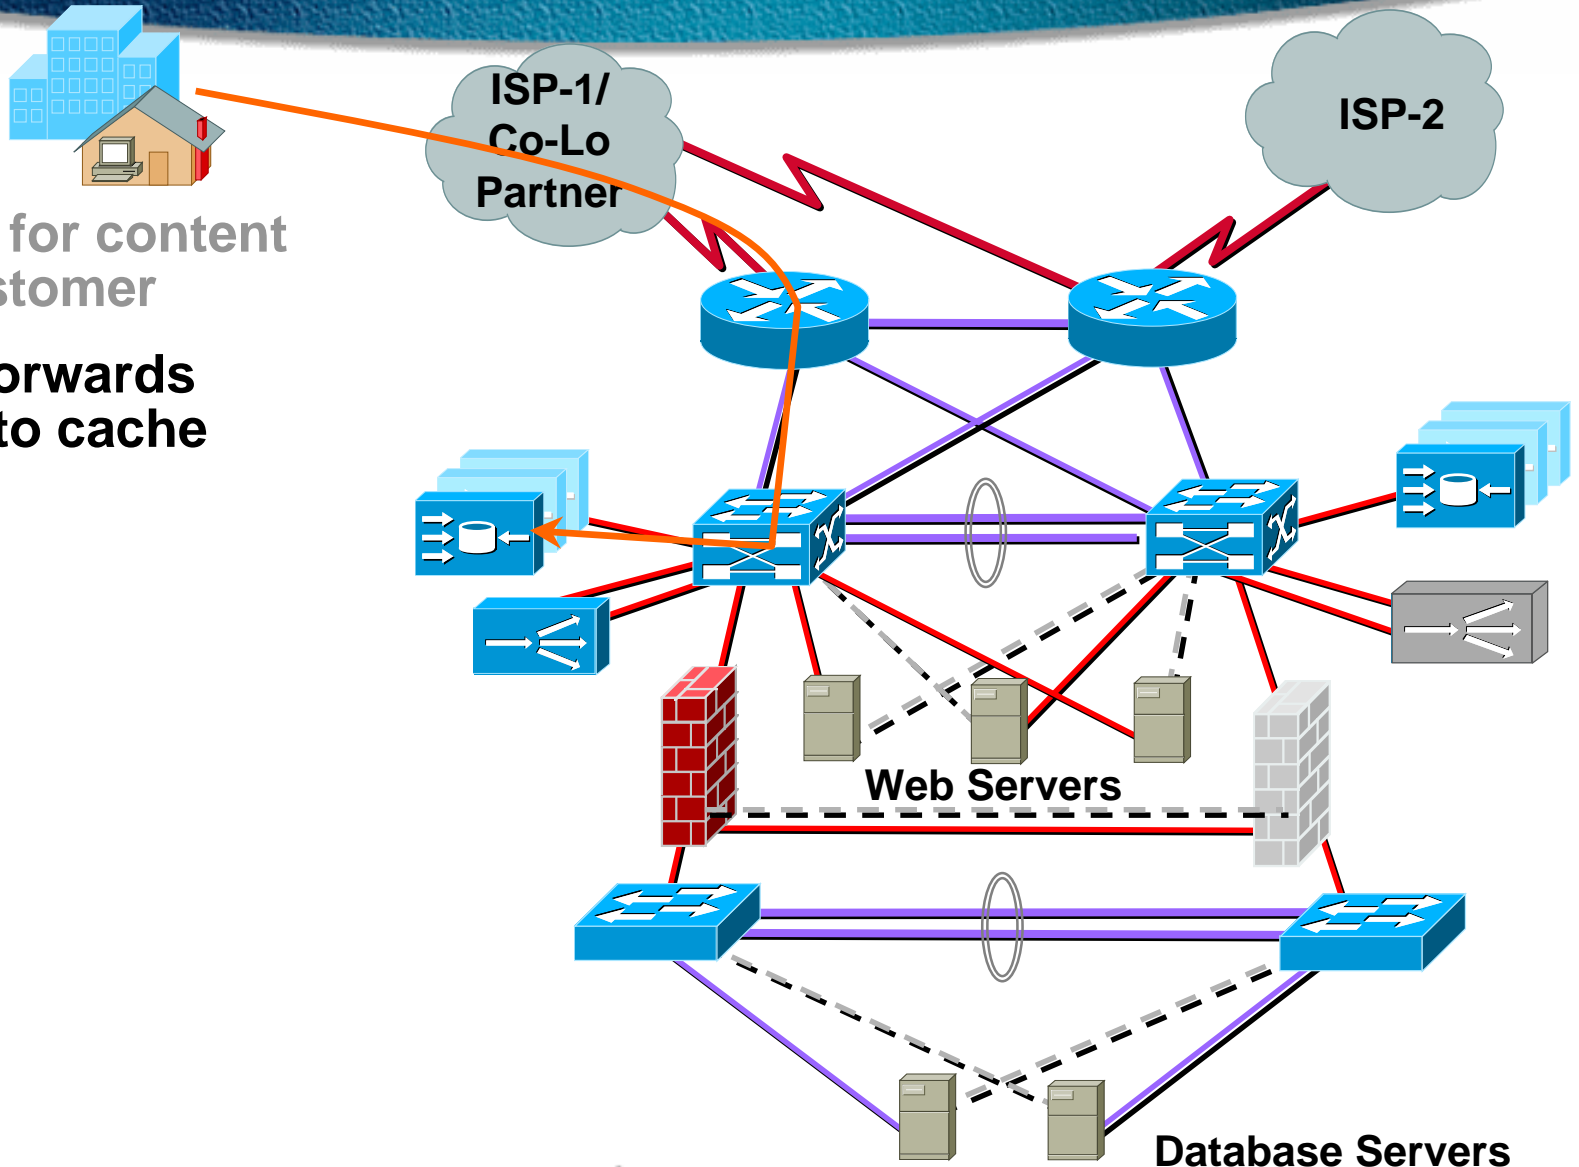 ISP-1/
Co-Lo
Partner
ISP-2
for content
stomer
orwards
to cache
Web Servers
Database Servers